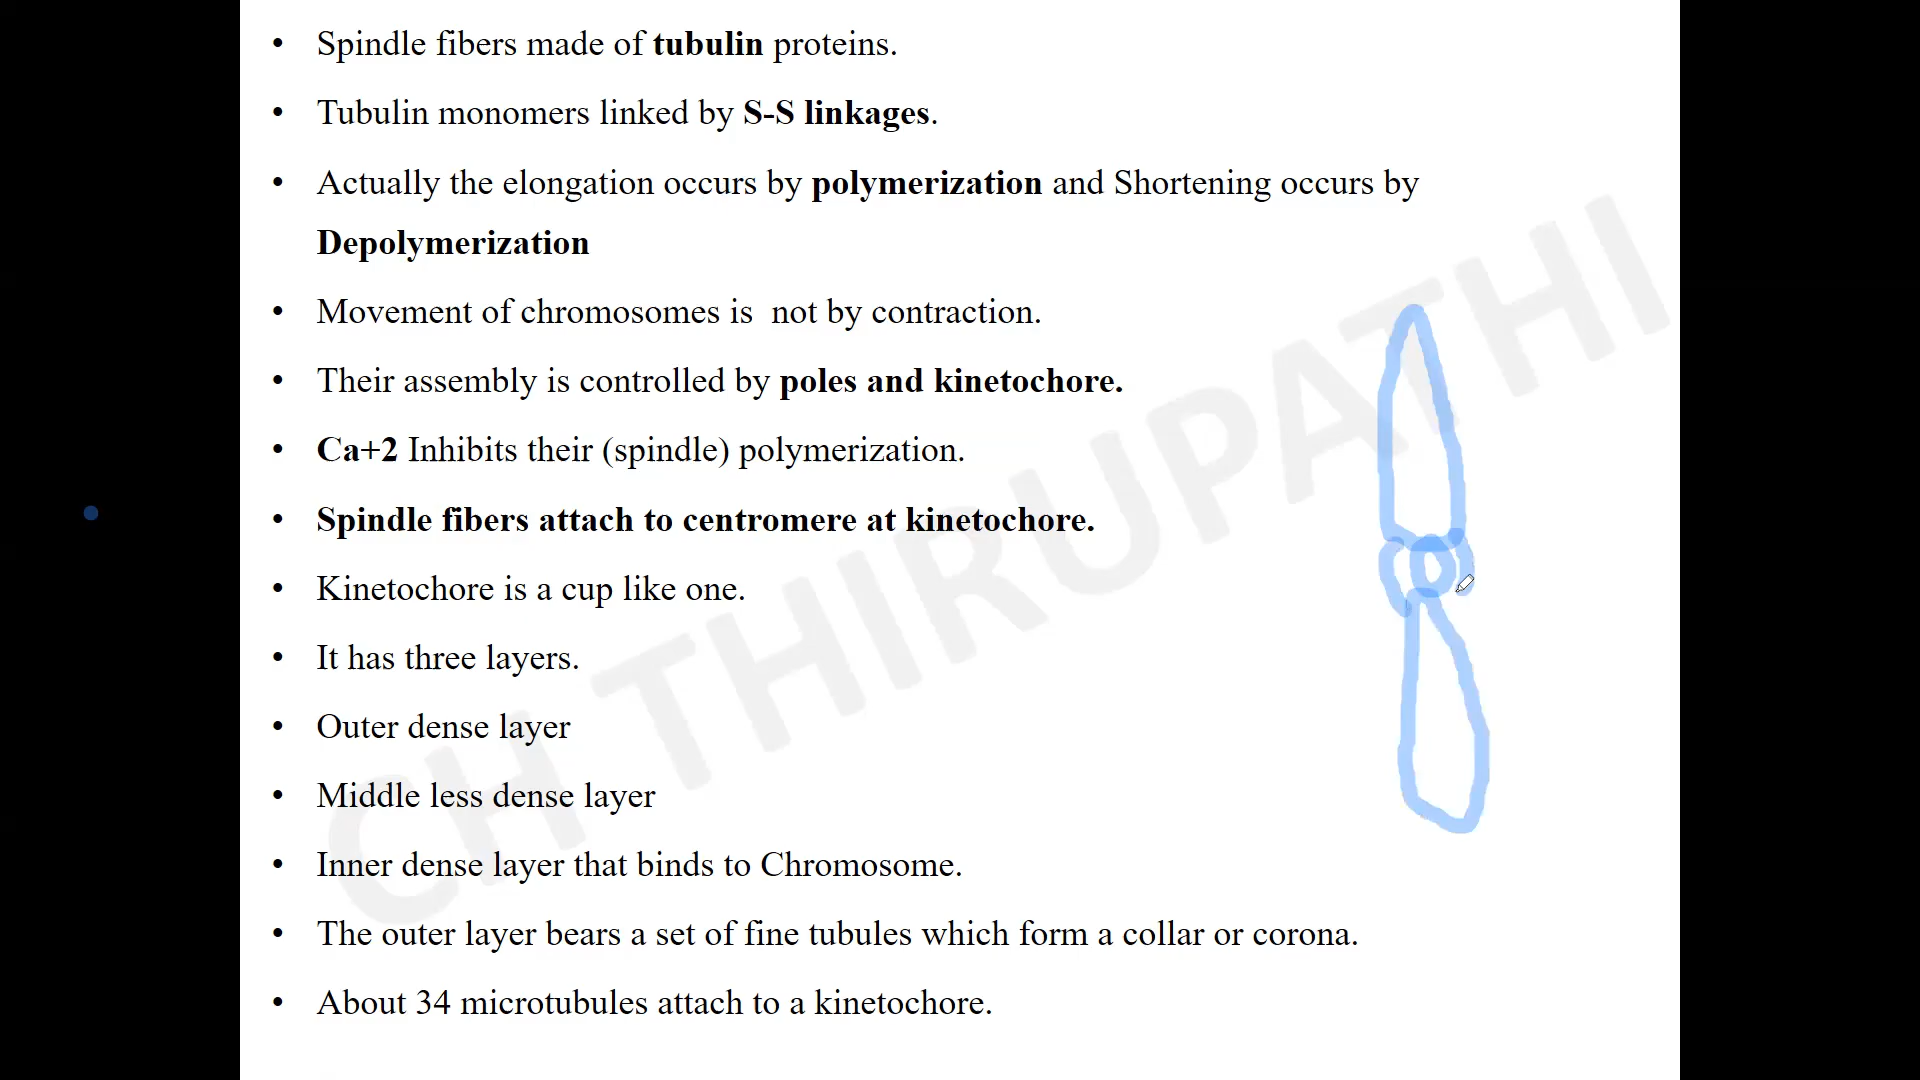 • Spindle fibers made of tubulin proteins.
• Tubulin monomers linked by S-S linkages.
• Actually the elongation occurs by polymerization and Shortening occurs by
Depolymerization
• Movement of chromosomes is  not by contraction.
• Their assembly is controlled by poles and kinetochore.
• Ca+2 Inhibits their (spindle) polymerization.
• Spindle fibers attach to centromere at kinetochore.
• Kinetochore is a cup like one.
• It has three layers.
• Outer dense layer
• Middle less dense layer
• Inner dense layer that binds to Chromosome.
• The outer layer bears a set of fine tubules which form a collar or corona.
• About 34 microtubules attach to a kinetochore.
CH THIRUPATHI